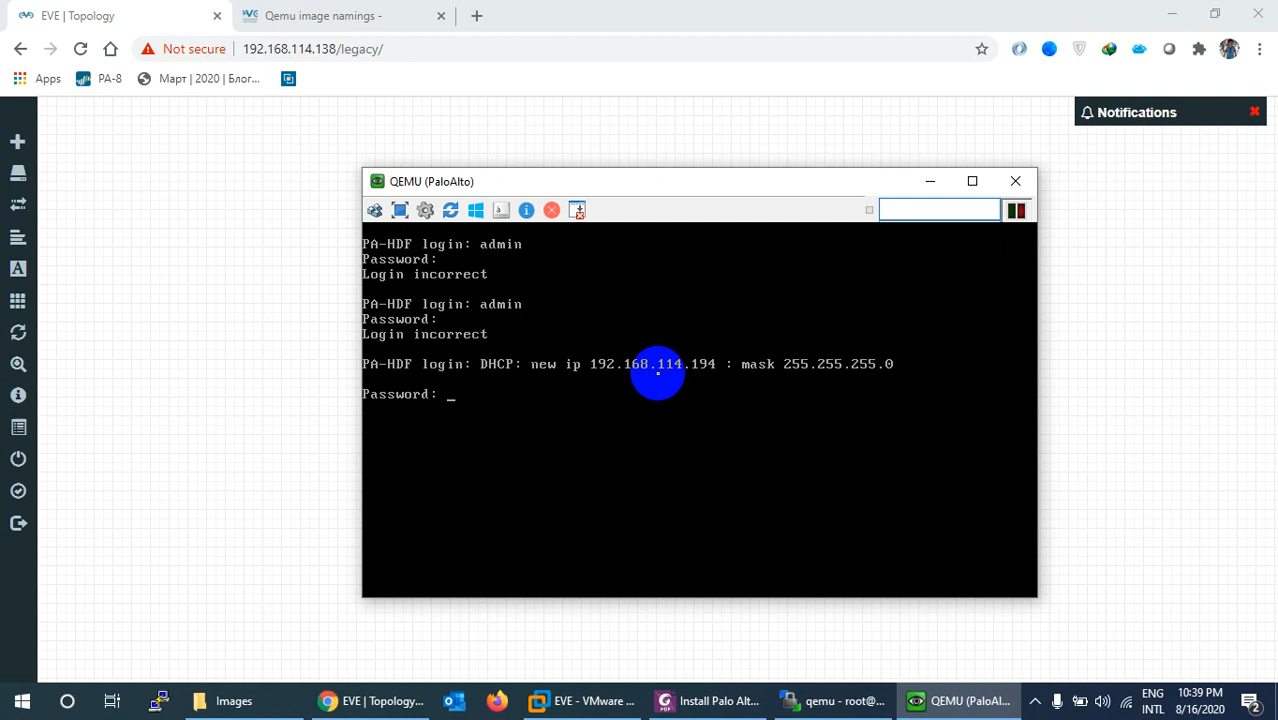 EVE | Topology
Qemu image namings -
Not secure
192.168.114.138/legacy/
Apps
PA-8
Март | 2020 | Блог...
Notifications
QEMU (PaloAlto)
PA-HDF login: admin
Password:
Login incorrect
PA-HDF login: admin
Password:
Login incorrect
PA-HDF login: DHCP: new ip 192.168.114.194 : mask 255.255.255.0
Password: _
Images
EVE | Topology...
EVE - VMware ...
Install Palo Alt...
qemu - root@...
QEMU (PaloAl...
ENG
INTL
10:39 PM
8/16/2020
2